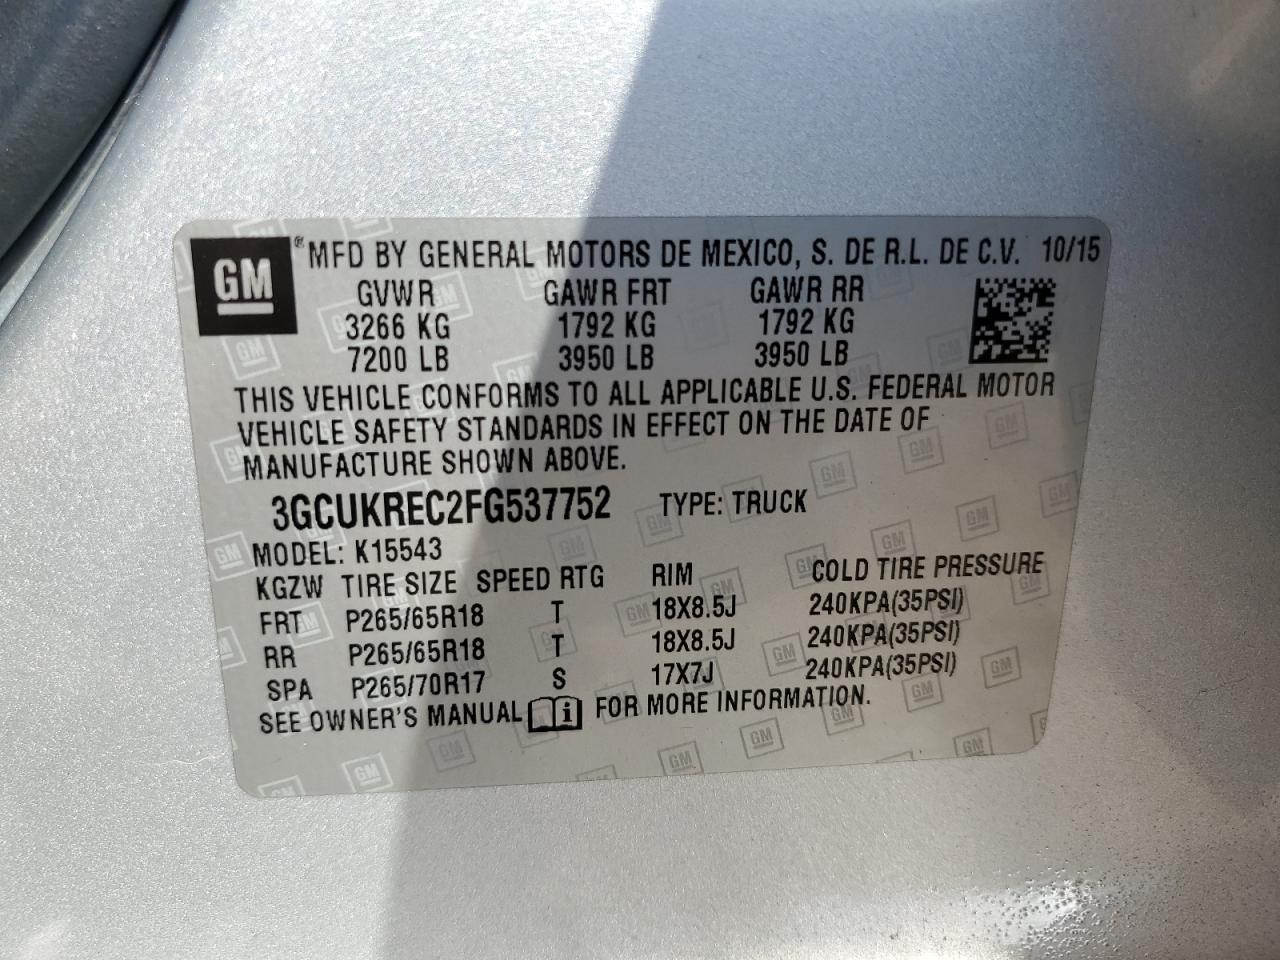 GM ® MFD BY GENERAL MOTORS DE MEXICO, S. DE R.L. DE C.V. 10/15
GVWR GAWR FRT GAWR RR
3266 KG 1792 KG 1792 KG
7200 LB 3950 LB 3950 LB
THIS VEHICLE CONFORMS TO ALL APPLICABLE U.S. FEDERAL MOTOR
VEHICLE SAFETY STANDARDS IN EFFECT ON THE DATE OF
MANUFACTURE SHOWN ABOVE.
3GCUKREC2FG537752 TYPE: TRUCK
MODEL: K15543
KGZW TIRE SIZE SPEED RTG RIM COLD TIRE PRESSURE
FRT P265/65R18 T 18X8.5J 240KPA(35PSI)
RR P265/65R18 T 18X8.5J 240KPA(35PSI)
SPA P265/70R17 S 17X7J 240KPA(35PSI)
SEE OWNER'S MANUAL i FOR MORE INFORMATION.